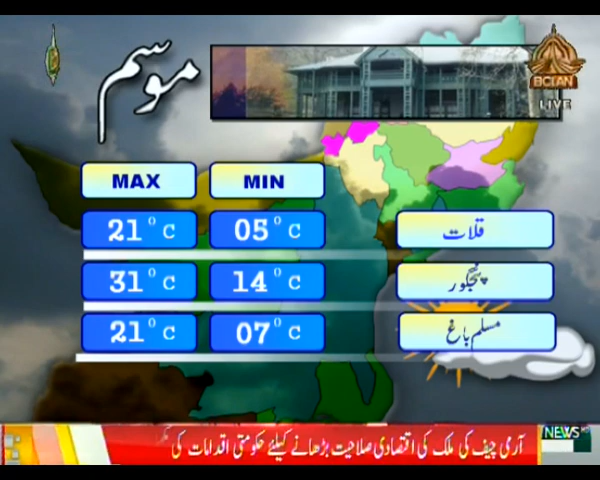 موسم
BOLAN
LIVE
MAX MIN
21°C 05°C قلات
31°C 14°C پنجگور
21°C 07°C مسلم باغ
آرمی چیف کی ملک کی اقتصادی صلاحیت بڑھانے کیلئے حکومتی اقدامات کی
NEWS